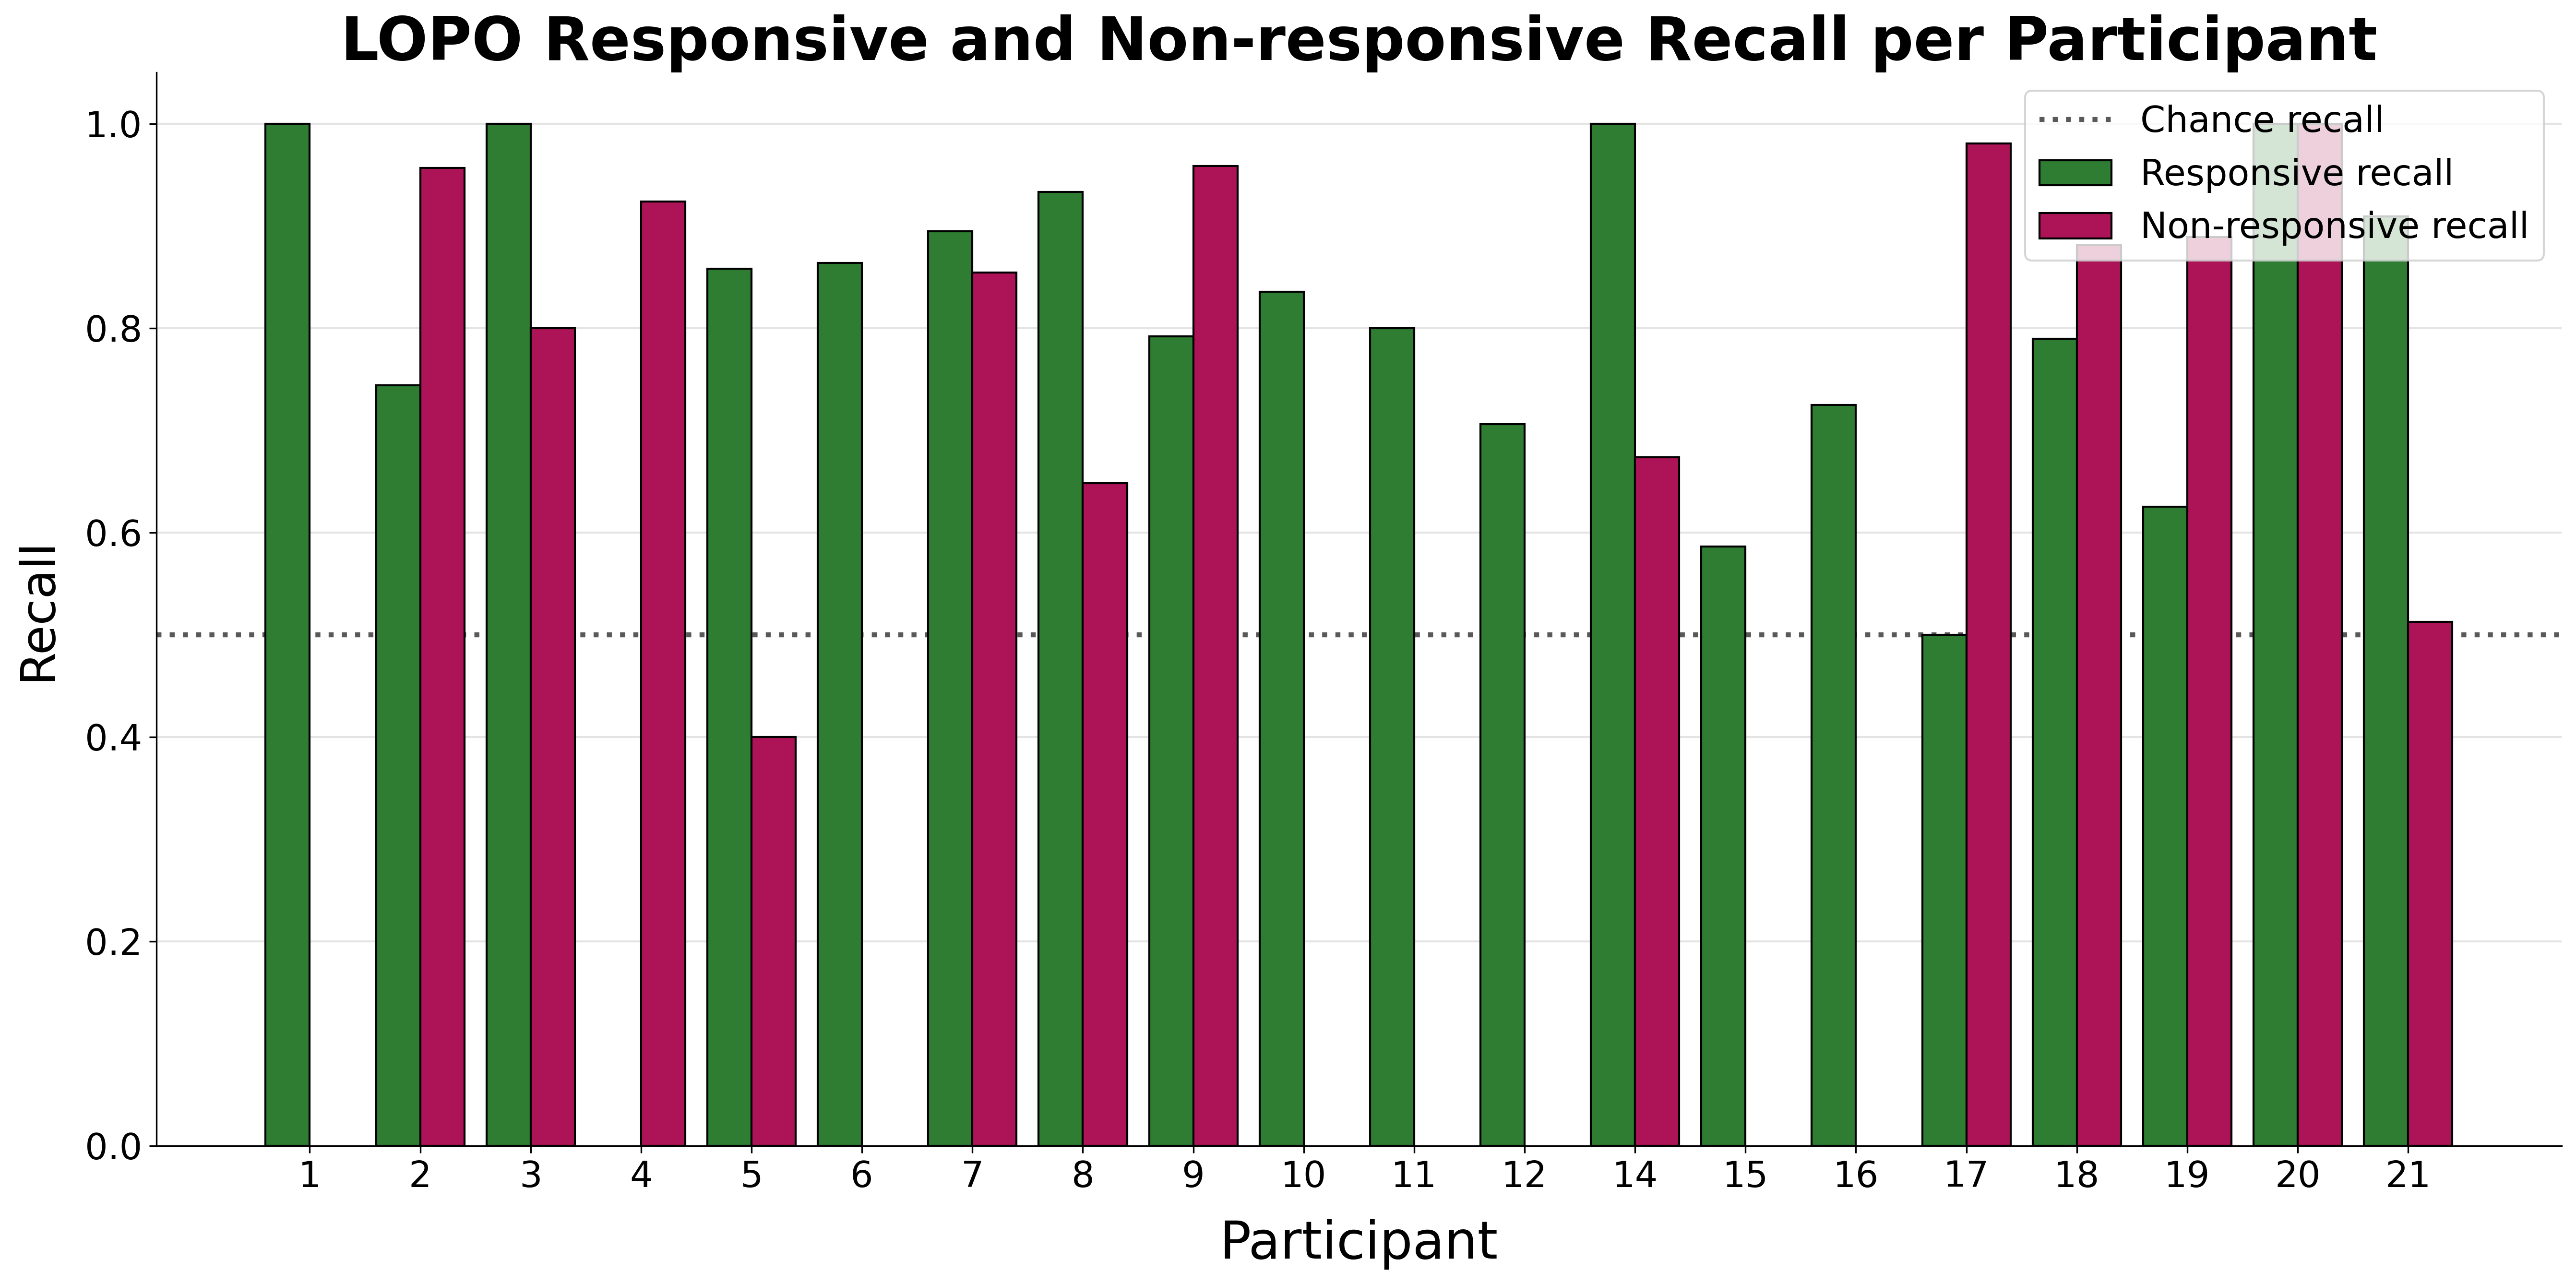 LOPO Responsive and Non-responsive Recall per Participant
Chance recall
Responsive recall
Non-responsive recall
Recall
1.0
0.8
0.6
0.4
0.2
0.0
1 2 3 4 5 6 7 8 9 10 11 12 14 15 16 17 18 19 20 21
Participant